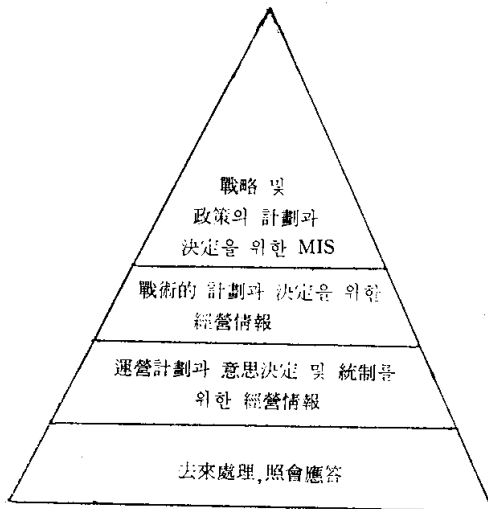 戰略 및
政策의 計劃과
決定을 위한 MIS
戰術的 計劃과 決定을 위한
經營情報
運營計劃과 意思決定 및 統制를
위한 經營情報
去來處理,照會應答